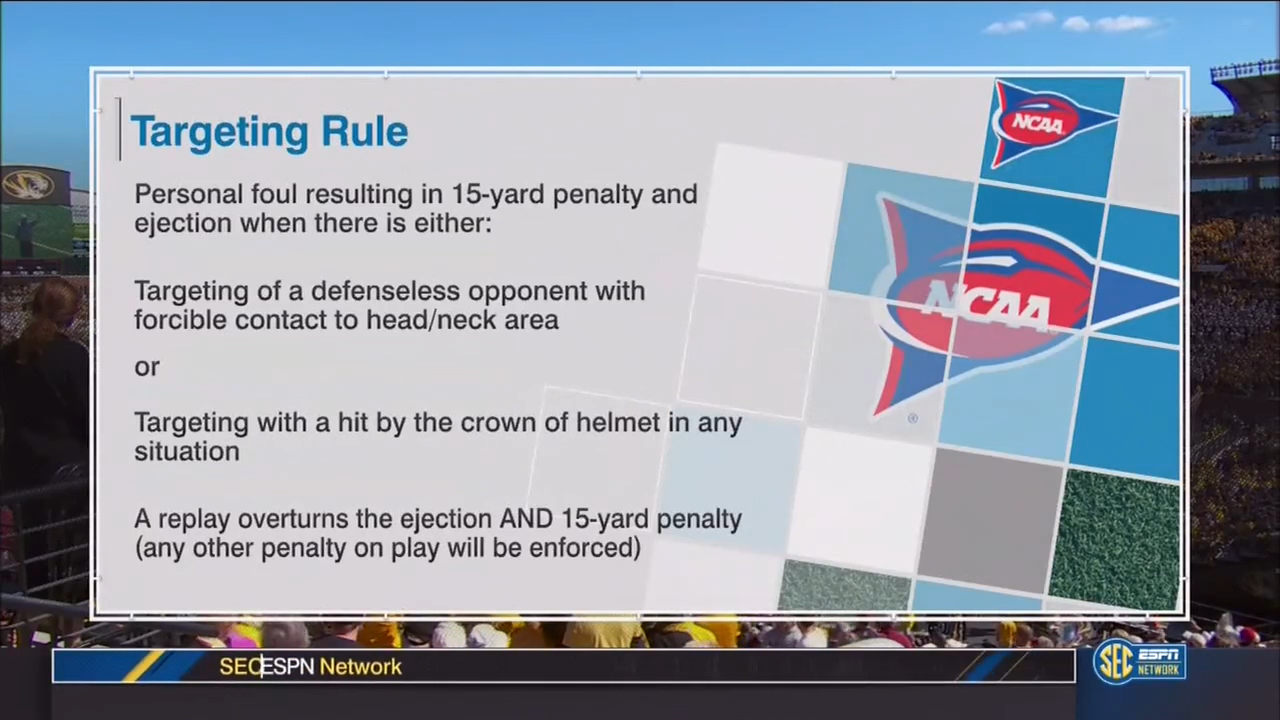 Targeting Rule
NCAA
Personal foul resulting in 15-yard penalty and
ejection when there is either:
NCAA
Targeting of a defenseless opponent with
forcible contact to head/neck area
or
Targeting with a hit by the crown of helmet in any
situation
®
A replay overturns the ejection AND 15-yard penalty
(any other penalty on play will be enforced)
SECESPN Network
SEC ESPN
NETWORK